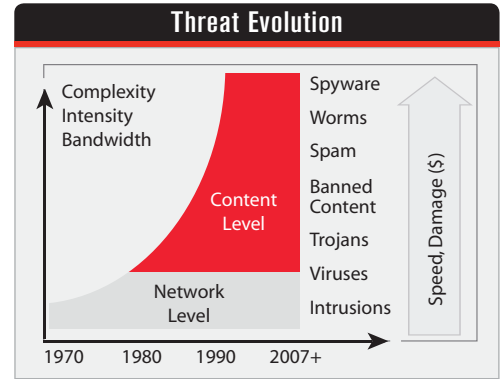 Threat Evolution
Complexity
Intensity
Bandwidth
Content
Level
Network
Level
Spyware
Worms
Spam
Banned
Content
Trojans
Viruses
Intrusions
Speed, Damage ($)
1970 1980 1990 2007+